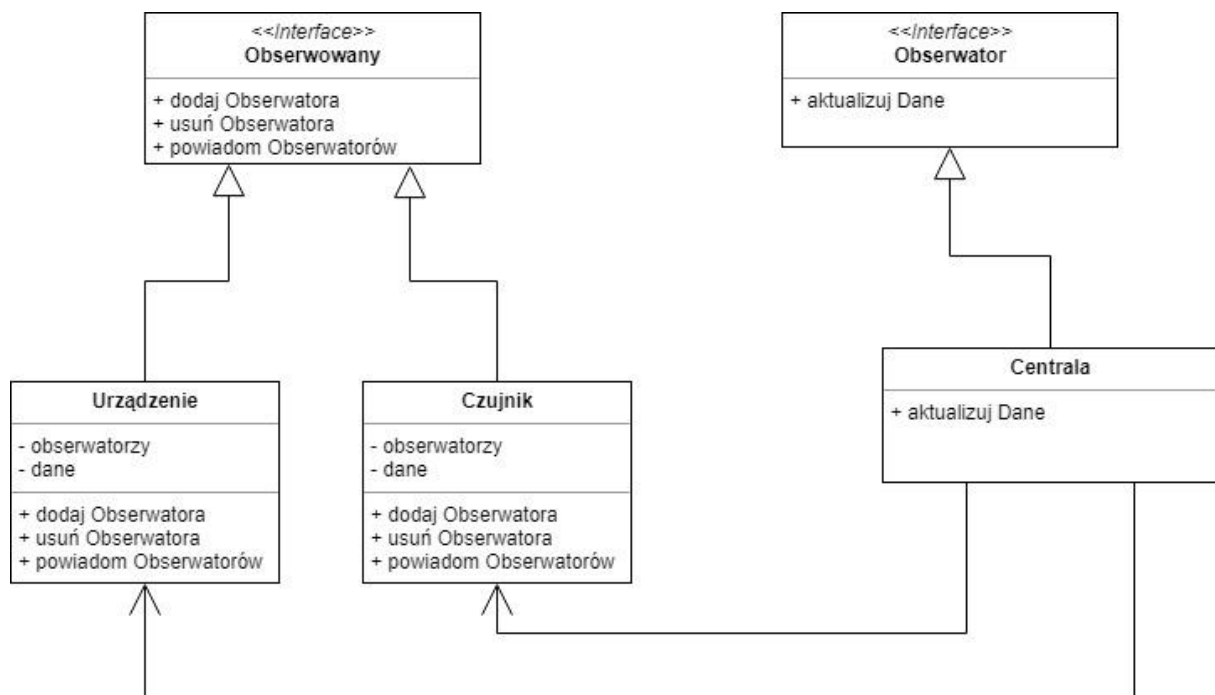 <<Interface>>
Obserwowany
+ dodaj Obserwatora
+ usuń Obserwatora
+ powiadom Obserwatorów
<<Interface>>
Obserwator
+ aktualizuj Dane
Urządzenie
- obserwatorzy
- dane
+ dodaj Obserwatora
+ usuń Obserwatora
+ powiadom Obserwatorów
Czujnik
- obserwatorzy
- dane
+ dodaj Obserwatora
+ usuń Obserwatora
+ powiadom Obserwatorów
Centrala
+ aktualizuj Dane